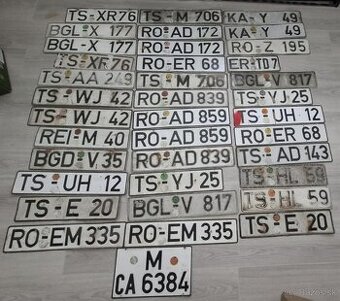 TS-XR76 TS-M 706 KA-Y 49
BGL-X 177 RO-AD 172 KA-Y 49
BGL-X 177 RO-AD 172 RO-Z 195
TS-XR76 RO-ER 68 ER-TD 7
TS-AA 249 TS-M 706 BGL-V 817
TS-WJ 42 RO-AD 839 TS-YJ 25
TS-WJ 42 RO-AD 859 TS-UH 12
REI-M 40 RO-AD 859 RO-ER 68
BGD-V 35 RO-AD 839 TS-AD 143
TS-UH 12 TS-YJ 25 TS-HL 59
TS-E 20 BGL-V 817 TS-HL 59
RO-EM 335 RO-EM 335 TS-E 20
M
CA 6384